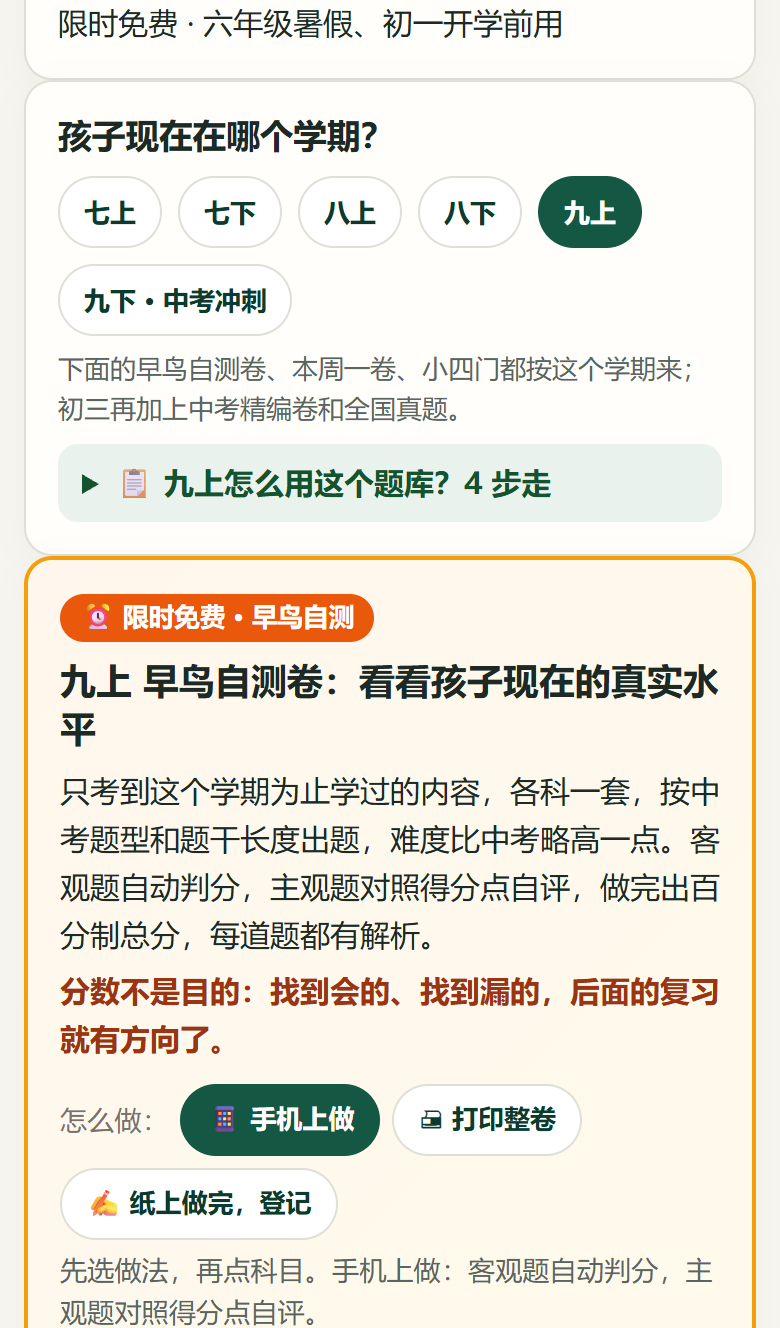 限时免费 · 六年级暑假、初一开学前用
孩子现在在哪个学期？
七上 七下 八上 八下 九上
九下 • 中考冲刺
下面的早鸟自测卷、本周一卷、小四门都按这个学期来；
初三再加上中考精编卷和全国真题。
▶ 📋 九上怎么用这个题库？4 步走
⏰ 限时免费 • 早鸟自测
九上 早鸟自测卷：看看孩子现在的真实水
平
只考到这个学期为止学过的内容，各科一套，按中
考题型和题干长度出题，难度比中考略高一点。客
观题自动判分，主观题对照得分点自评，做完出百
分制总分，每道题都有解析。
分数不是目的：找到会的、找到漏的，后面的复习
就有方向了。
怎么做： 📱 手机上做 🖨 打印整卷
✍️ 纸上做完，登记
先选做法，再点科目。手机上做：客观题自动判分，主
观题对照得分点自评。